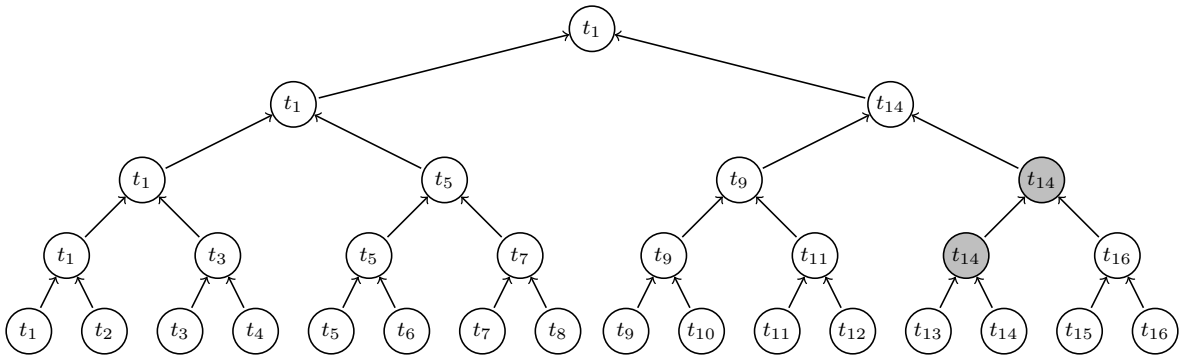 t₁
t₁ t₁₄
t₁ t₅ t₉ t₁₄
t₁ t₃ t₅ t₇ t₉ t₁₁ t₁₄ t₁₆
t₁ t₂ t₃ t₄ t₅ t₆ t₇ t₈ t₉ t₁₀ t₁₁ t₁₂ t₁₃ t₁₄ t₁₅ t₁₆